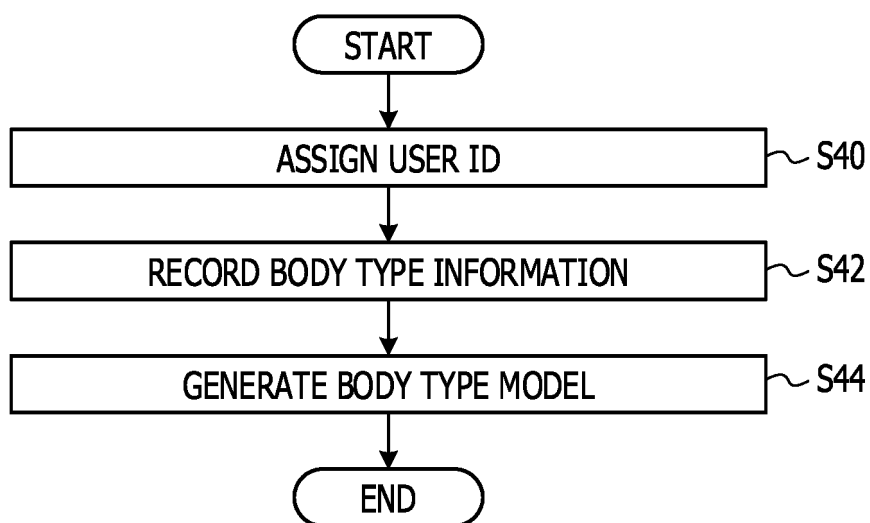 START
ASSIGN USER ID
S40
RECORD BODY TYPE INFORMATION
S42
GENERATE BODY TYPE MODEL
S44
END